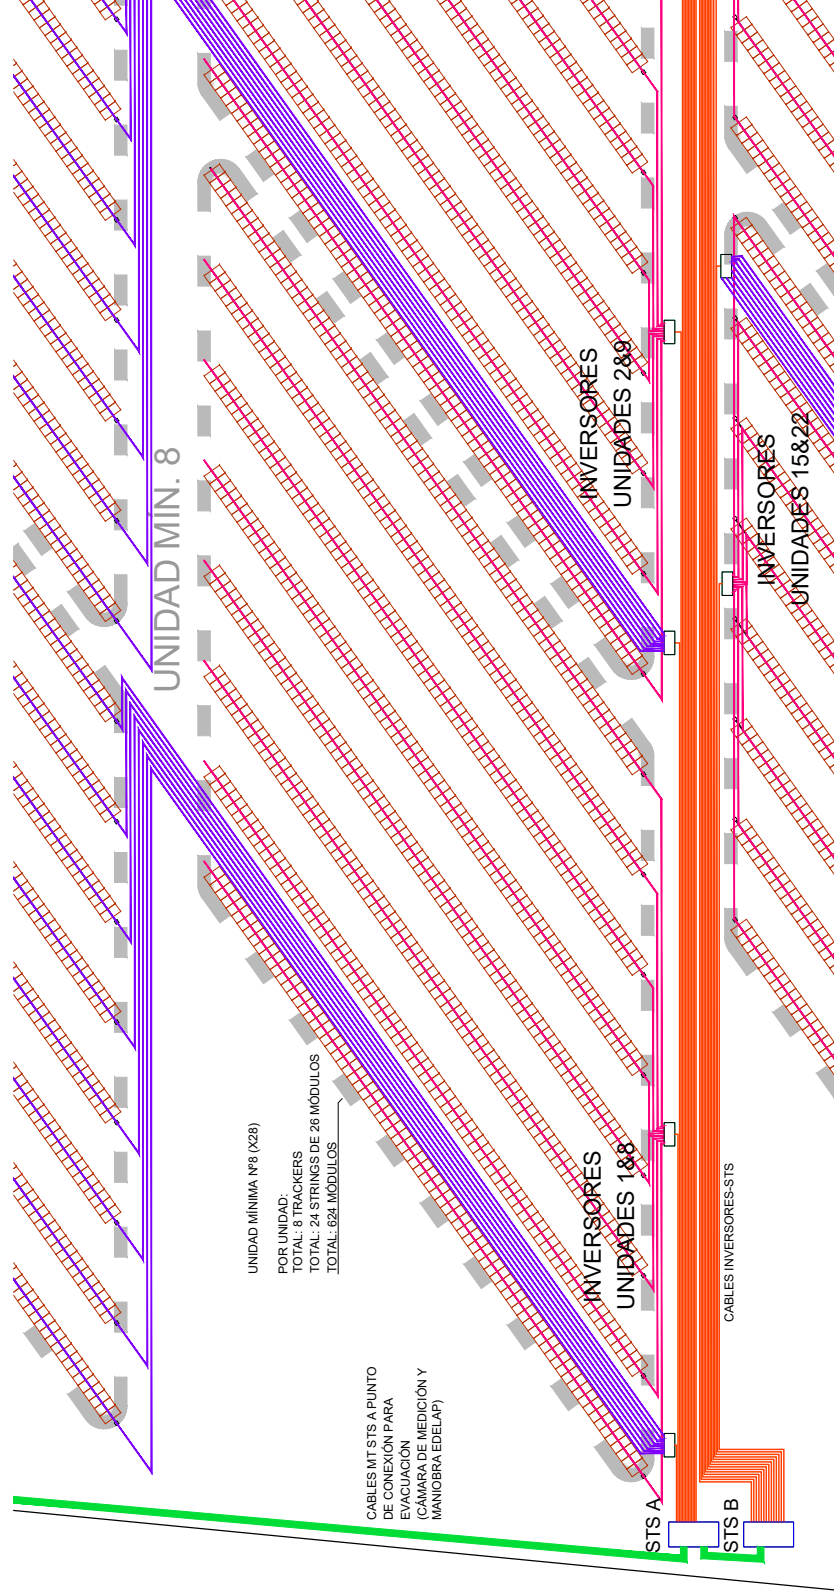 INVERSORES
UNIDADES 2&9
UNIDAD MÍN. 8
INVERSORES
UNIDADES 15&22
UNIDAD MÍNIMA Nº8 (X28)
POR UNIDAD:
TOTAL: 8 TRACKERS
TOTAL: 24 STRINGS DE 26 MÓDULOS
TOTAL: 624 MÓDULOS
INVERSORES
UNIDADES 1&8
CABLES INVERSORES-STS
CABLES MT STS A PUNTO
DE CONEXIÓN PARA
EVACUACIÓN
(CÁMARA DE MEDICIÓN Y
MANIOBRA EDELAP)
STS A
STS B